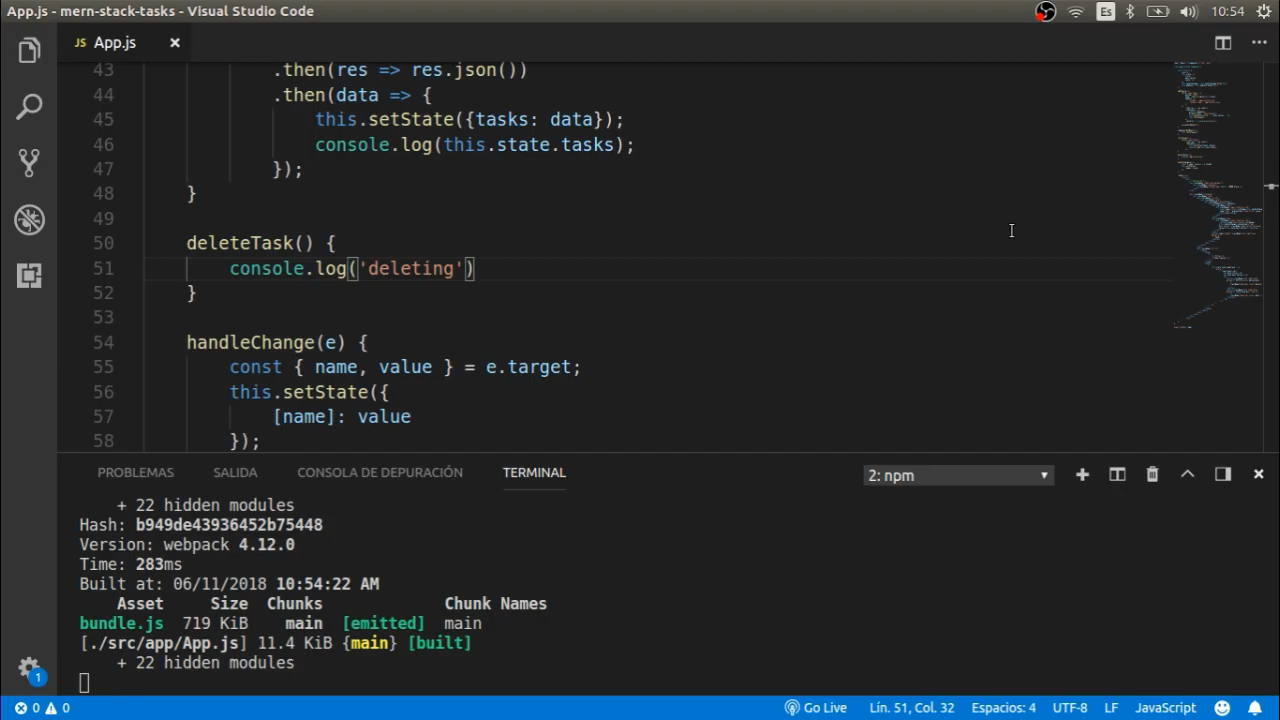 App.js - mern-stack-tasks - Visual Studio Code
Es
10:54
JS App.js
43 .then(res => res.json())
44 .then(data => {
45 this.setState({tasks: data});
46 console.log(this.state.tasks);
47 });
48 }
49
50 deleteTask() {
51 console.log('deleting')
52 }
53
54 handleChange(e) {
55 const { name, value } = e.target;
56 this.setState({
57 [name]: value
58 });
PROBLEMAS SALIDA CONSOLA DE DEPURACIÓN TERMINAL 2: npm
+ 22 hidden modules
Hash: b949de43936452b75448
Version: webpack 4.12.0
Time: 283ms
Built at: 06/11/2018 10:54:22 AM
Asset Size Chunks Chunk Names
bundle.js 719 KiB main [emitted] main
[./src/app/App.js] 11.4 KiB {main} [built]
+ 22 hidden modules
1
0 0 Go Live Lín. 51, Col. 32 Espacios: 4 UTF-8 LF JavaScript